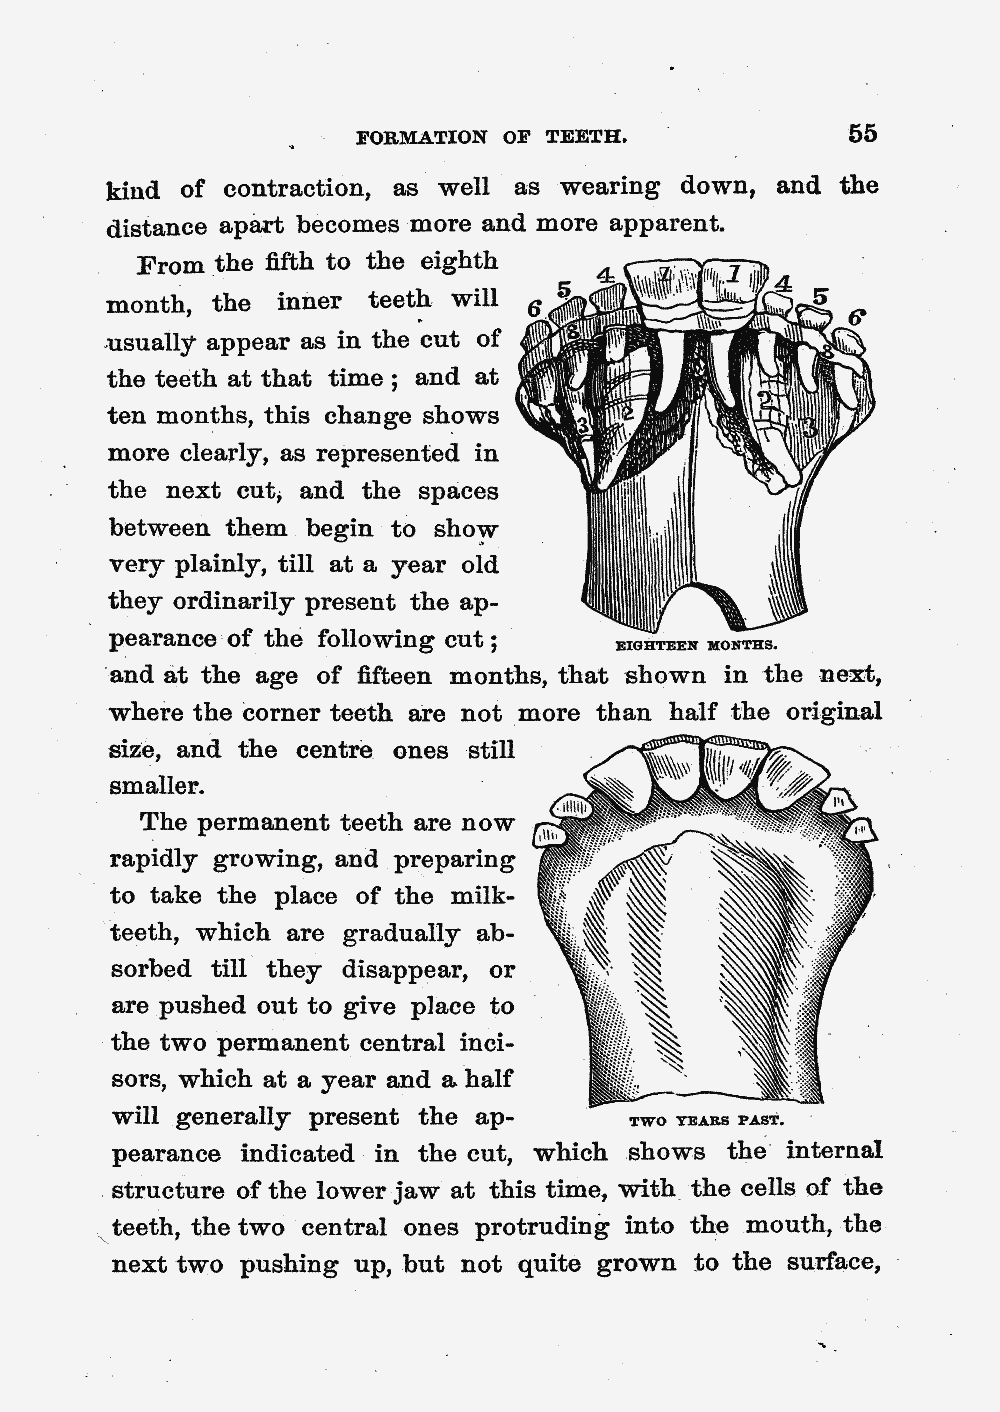 FORMATION OF TEETH. 55
kind of contraction, as well as wearing down, and the
distance apart becomes more and more apparent.
From the fifth to the eighth
month, the inner teeth will
usually appear as in the cut of
the teeth at that time ; and at
ten months, this change shows
more clearly, as represented in
the next cut, and the spaces
between them begin to show
very plainly, till at a year old
they ordinarily present the ap-
pearance of the following cut ;
4 1 1 4
5 5
6 6
8 8
2 2
3 3
EIGHTEEN MONTHS.
and at the age of fifteen months, that shown in the next,
where the corner teeth are not more than half the original
size, and the centre ones still
smaller.
The permanent teeth are now
rapidly growing, and preparing
to take the place of the milk-
teeth, which are gradually ab-
sorbed till they disappear, or
are pushed out to give place to
the two permanent central inci-
sors, which at a year and a half
will generally present the ap-
TWO YEARS PAST.
pearance indicated in the cut, which shows the internal
structure of the lower jaw at this time, with the cells of the
teeth, the two central ones protruding into the mouth, the
next two pushing up, but not quite grown to the surface,